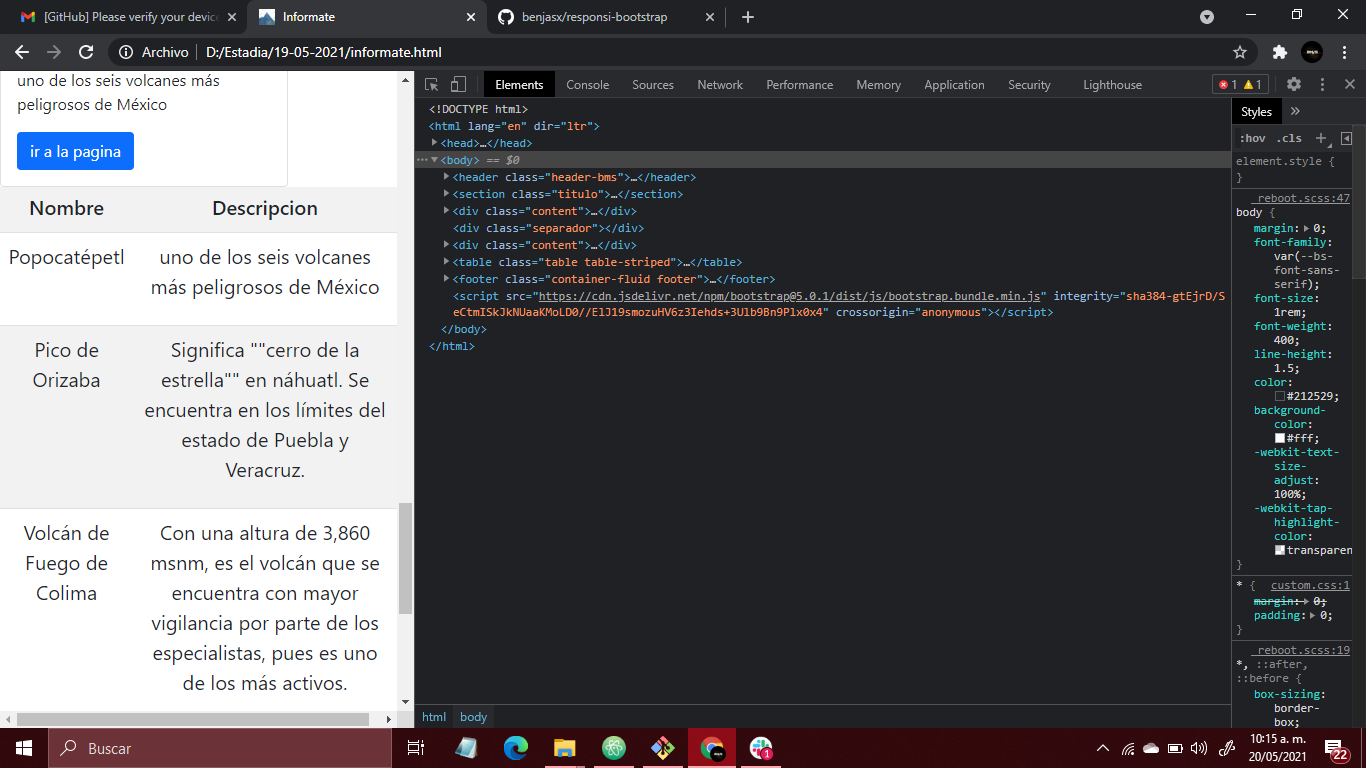 [GitHub] Please verify your device
Informate
benjasx/responsi-bootstrap
Archivo
D:/Estadia/19-05-2021/informate.html
uno de los seis volcanes más
peligrosos de México
ir a la pagina
Nombre Descripcion
Popocatépetl
uno de los seis volcanes
más peligrosos de México
Pico de
Orizaba
Significa ""cerro de la
estrella"" en náhuatl. Se
encuentra en los límites del
estado de Puebla y
Veracruz.
Volcán de
Fuego de
Colima
Con una altura de 3,860
msnm, es el volcán que se
encuentra con mayor
vigilancia por parte de los
especialistas, pues es uno
de los más activos.
Elements Console Sources Network Performance Memory Application Security Lighthouse 1 1
<!DOCTYPE html>
<html lang="en" dir="ltr">
<head>…</head>
<body> == $0
<header class="header-bms">…</header>
<section class="titulo">…</section>
<div class="content">…</div>
<div class="separador"></div>
<div class="content">…</div>
<table class="table table-striped">…</table>
<footer class="container-fluid footer">…</footer>
<script src="https://cdn.jsdelivr.net/npm/bootstrap@5.0.1/dist/js/bootstrap.bundle.min.js" integrity="sha384-gtEjrD/S
eCtmISkJkNUaaKMoLD0//ElJ19smozuHV6z3Iehds+3Ulb9Bn9Plx0x4" crossorigin="anonymous"></script>
</body>
</html>
html body
Styles »
:hov .cls +
element.style {
}
_reboot.scss:47
body {
margin: 0;
font-family:
var(--bs-
font-sans-
serif);
font-size:
1rem;
font-weight:
400;
line-height:
1.5;
color:
#212529;
background-
color:
#fff;
-webkit-text-
size-
adjust:
100%;
-webkit-tap-
highlight-
color:
transparen
}
* { custom.css:1
margin: 0;
padding: 0;
}
_reboot.scss:19
*, ::after,
::before {
box-sizing:
border-
box;
Buscar
1
10:15 a. m.
20/05/2021
22